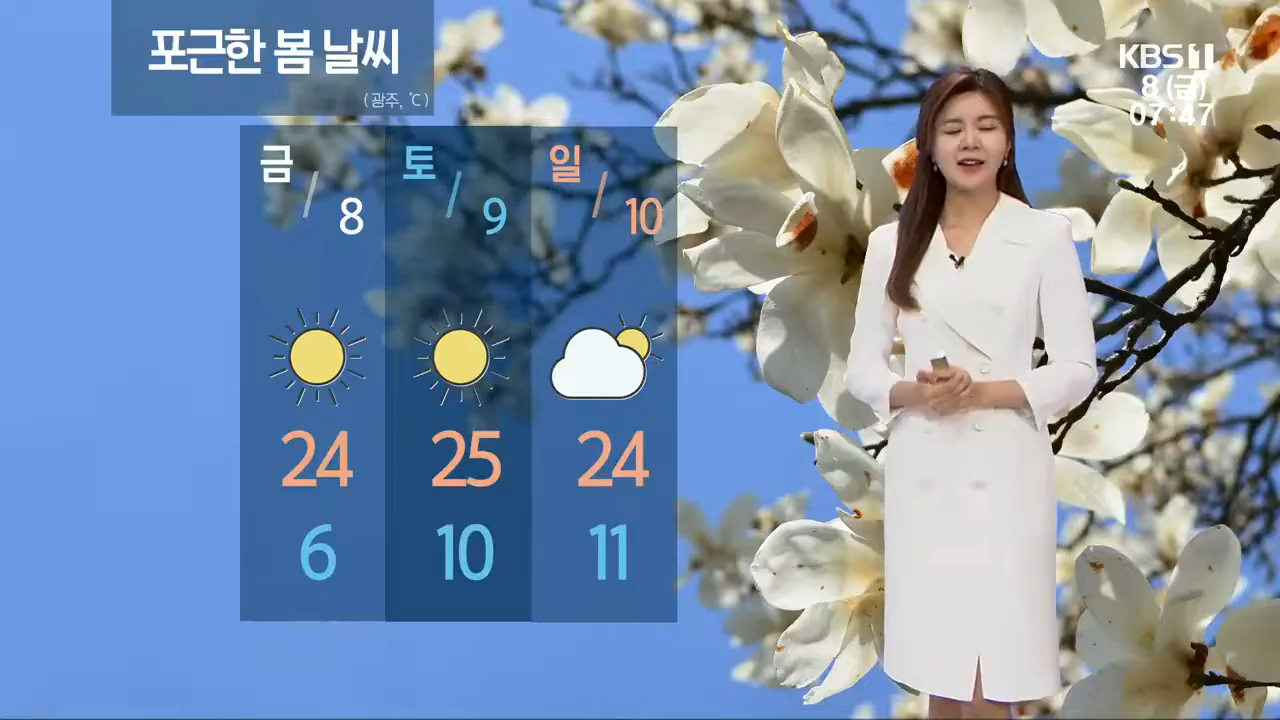 포근한 봄 날씨
(광주, ℃)
KBS 1
8 (금)
07:47
금/8 토/9 일/10
24 25 24
6 10 11